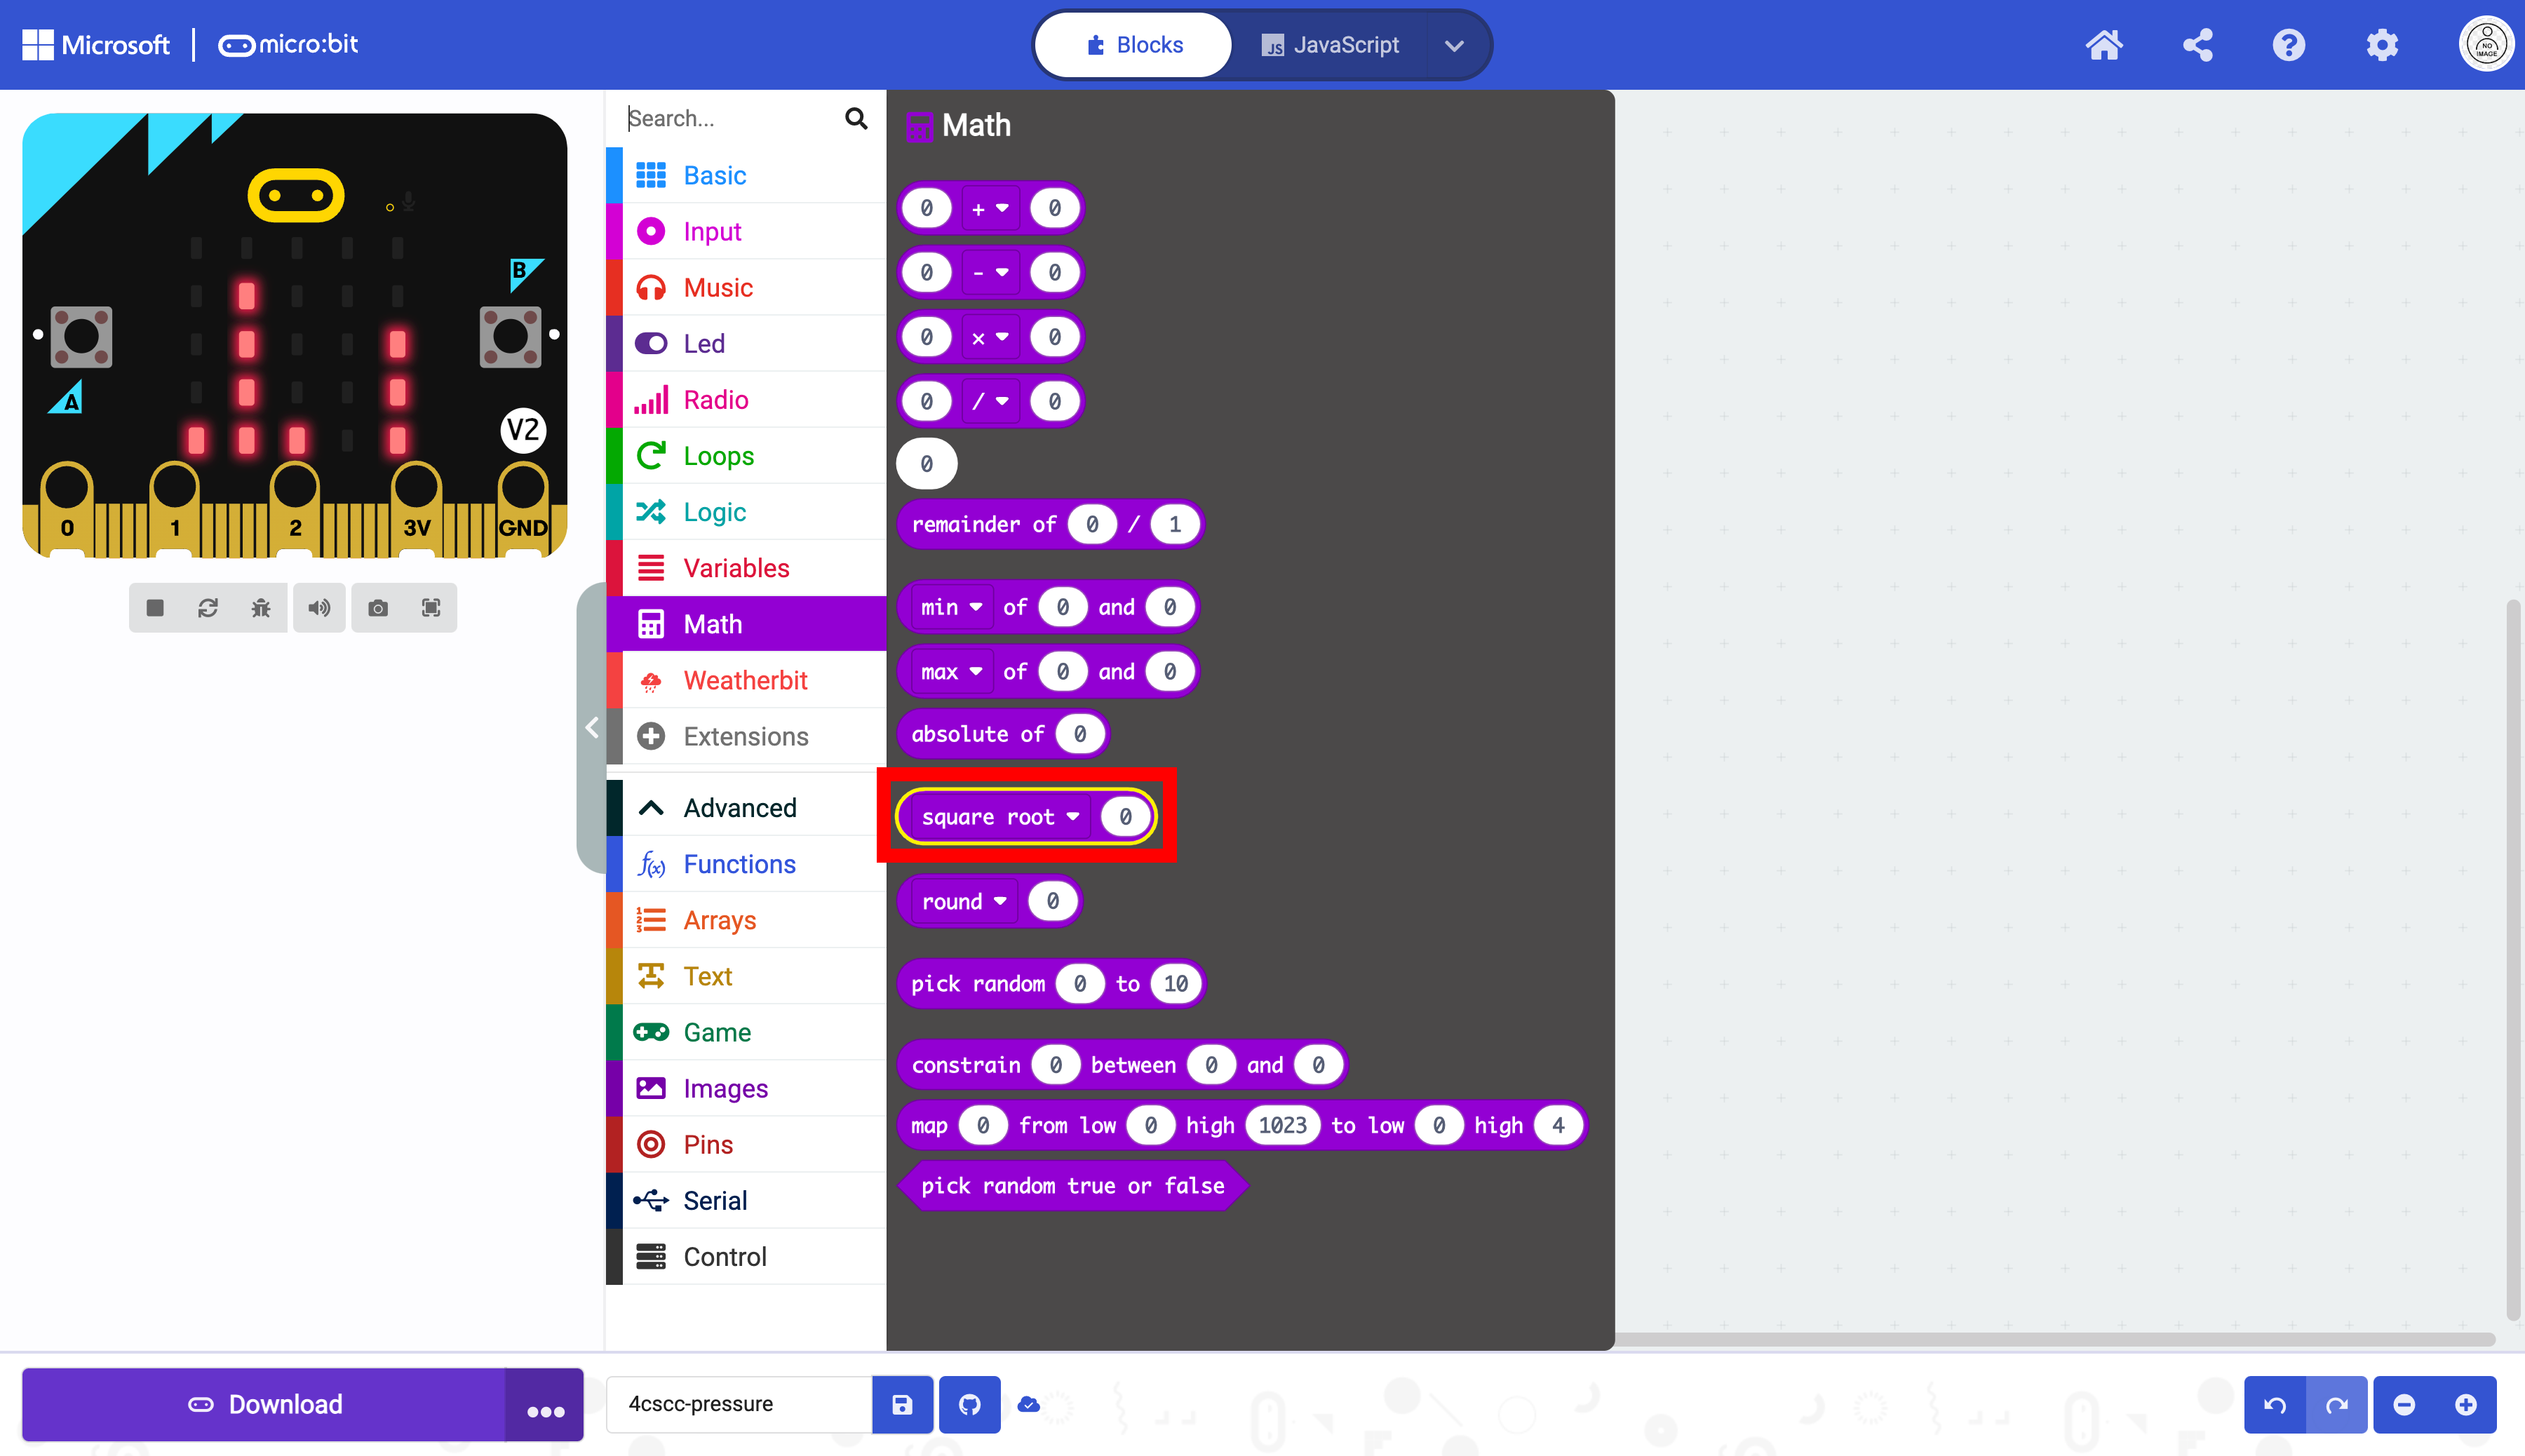 Microsoft | micro:bit
Blocks
JavaScript
NO IMAGE
B
A
V2
0 1 2 3V GND
Search...
Basic
Input
Music
Led
Radio
Loops
Logic
Variables
Math
Weatherbit
Extensions
Advanced
Functions
Arrays
Text
Game
Images
Pins
Serial
Control
Math
0 + 0
0 - 0
0 × 0
0 / 0
0
remainder of 0 / 1
min of 0 and 0
max of 0 and 0
absolute of 0
square root 0
round 0
pick random 0 to 10
constrain 0 between 0 and 0
map 0 from low 0 high 1023 to low 0 high 4
pick random true or false
Download
4cscc-pressure